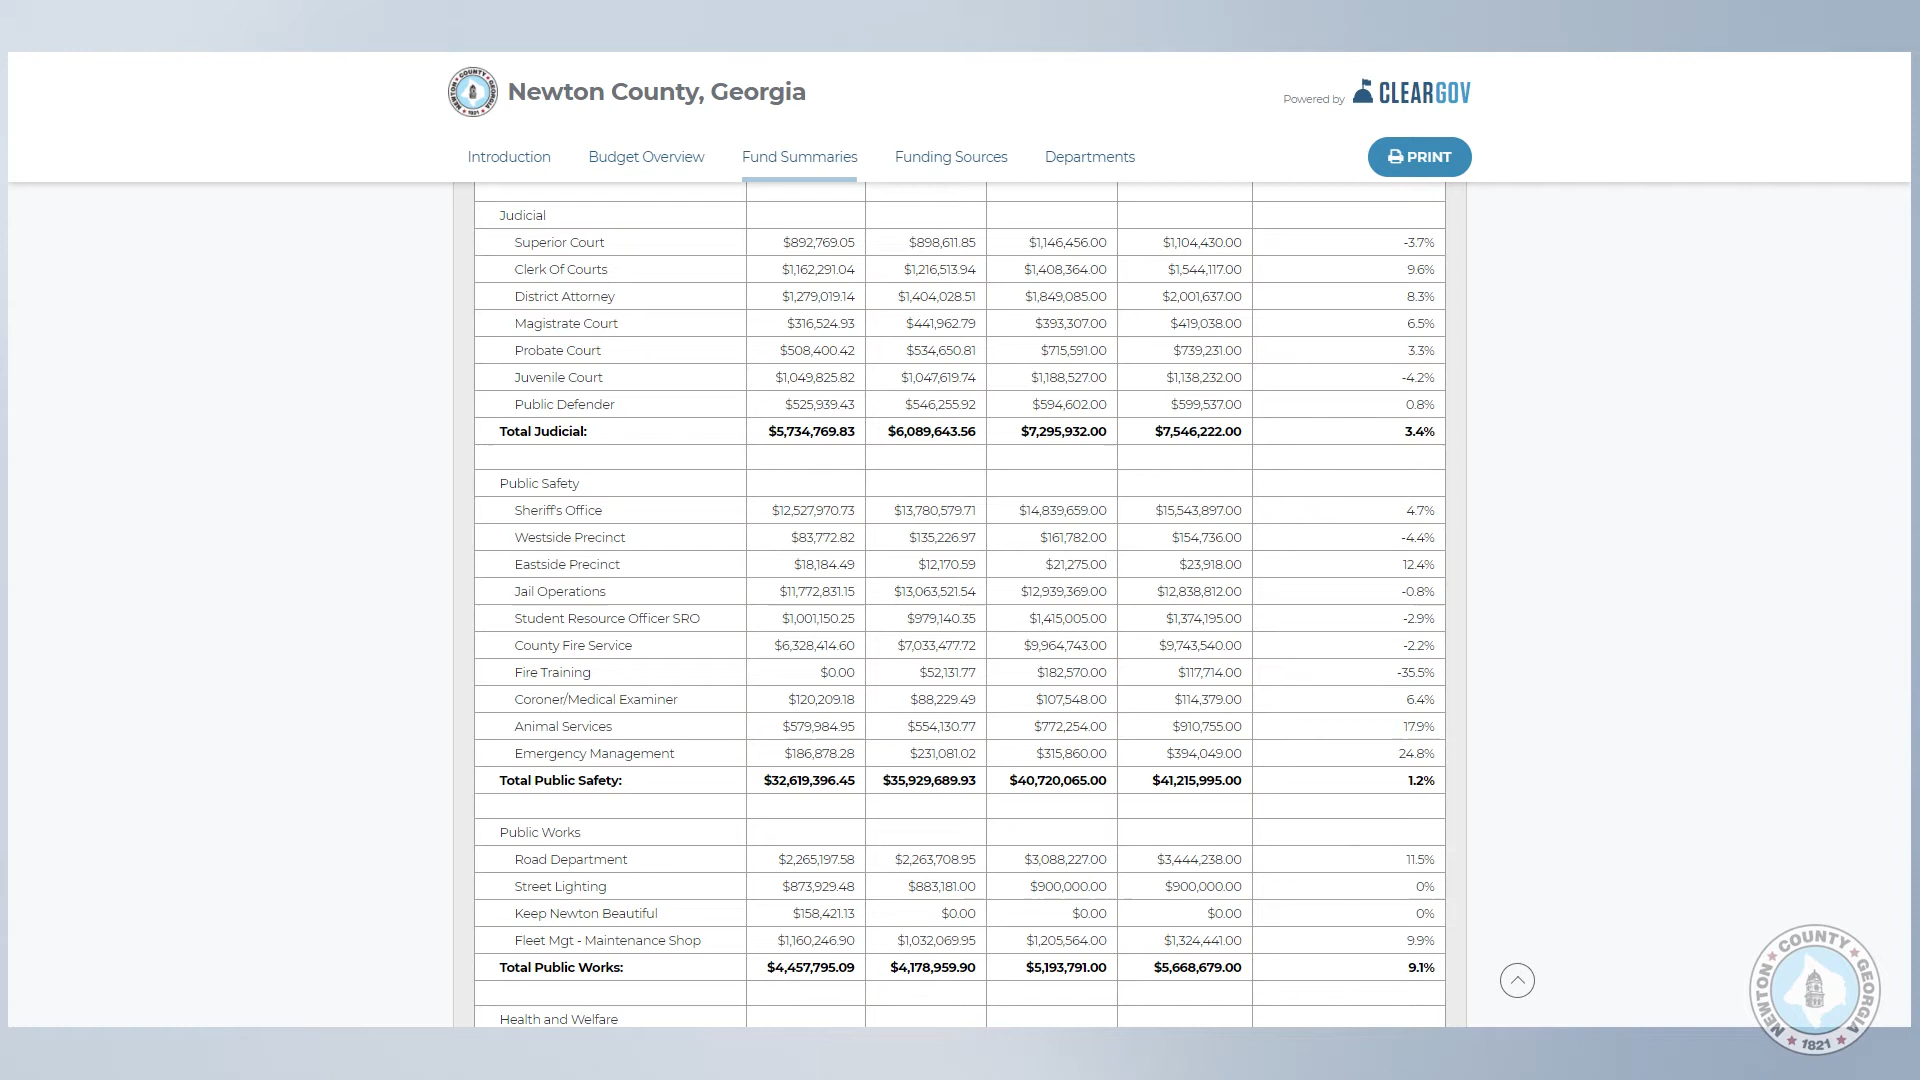 Newton County, Georgia
Powered by CLEARGOV
Introduction Budget Overview Fund Summaries Funding Sources Departments PRINT
Judicial
Superior Court $892,769.05 $898,611.85 $1,146,456.00 $1,104,430.00 -3.7%
Clerk Of Courts $1,162,291.04 $1,216,513.94 $1,408,364.00 $1,544,117.00 9.6%
District Attorney $1,279,019.14 $1,404,028.51 $1,849,085.00 $2,001,637.00 8.3%
Magistrate Court $316,524.93 $441,962.79 $393,307.00 $419,038.00 6.5%
Probate Court $508,400.42 $534,650.81 $715,591.00 $739,231.00 3.3%
Juvenile Court $1,049,825.82 $1,047,619.74 $1,188,527.00 $1,138,232.00 -4.2%
Public Defender $525,939.43 $546,255.92 $594,602.00 $599,537.00 0.8%
Total Judicial: $5,734,769.83 $6,089,643.56 $7,295,932.00 $7,546,222.00 3.4%
Public Safety
Sheriff's Office $12,527,970.73 $13,780,579.71 $14,839,659.00 $15,543,897.00 4.7%
Westside Precinct $83,772.82 $135,226.97 $161,782.00 $154,736.00 -4.4%
Eastside Precinct $18,184.49 $12,170.59 $21,275.00 $23,918.00 12.4%
Jail Operations $11,772,831.15 $13,063,521.54 $12,939,369.00 $12,838,812.00 -0.8%
Student Resource Officer SRO $1,001,150.25 $979,140.35 $1,415,005.00 $1,374,195.00 -2.9%
County Fire Service $6,328,414.60 $7,033,477.72 $9,964,743.00 $9,743,540.00 -2.2%
Fire Training $0.00 $52,131.77 $182,570.00 $117,714.00 -35.5%
Coroner/Medical Examiner $120,209.18 $88,229.49 $107,548.00 $114,379.00 6.4%
Animal Services $579,984.95 $554,130.77 $772,254.00 $910,755.00 17.9%
Emergency Management $186,878.28 $231,081.02 $315,860.00 $394,049.00 24.8%
Total Public Safety: $32,619,396.45 $35,929,689.93 $40,720,065.00 $41,215,995.00 1.2%
Public Works
Road Department $2,265,197.58 $2,263,708.95 $3,088,227.00 $3,444,238.00 11.5%
Street Lighting $873,929.48 $883,181.00 $900,000.00 $900,000.00 0%
Keep Newton Beautiful $158,421.13 $0.00 $0.00 $0.00 0%
Fleet Mgt - Maintenance Shop $1,160,246.90 $1,032,069.95 $1,205,564.00 $1,324,441.00 9.9%
Total Public Works: $4,457,795.09 $4,178,959.90 $5,193,791.00 $5,668,679.00 9.1%
Health and Welfare
NEWTON COUNTY GEORGIA
1821